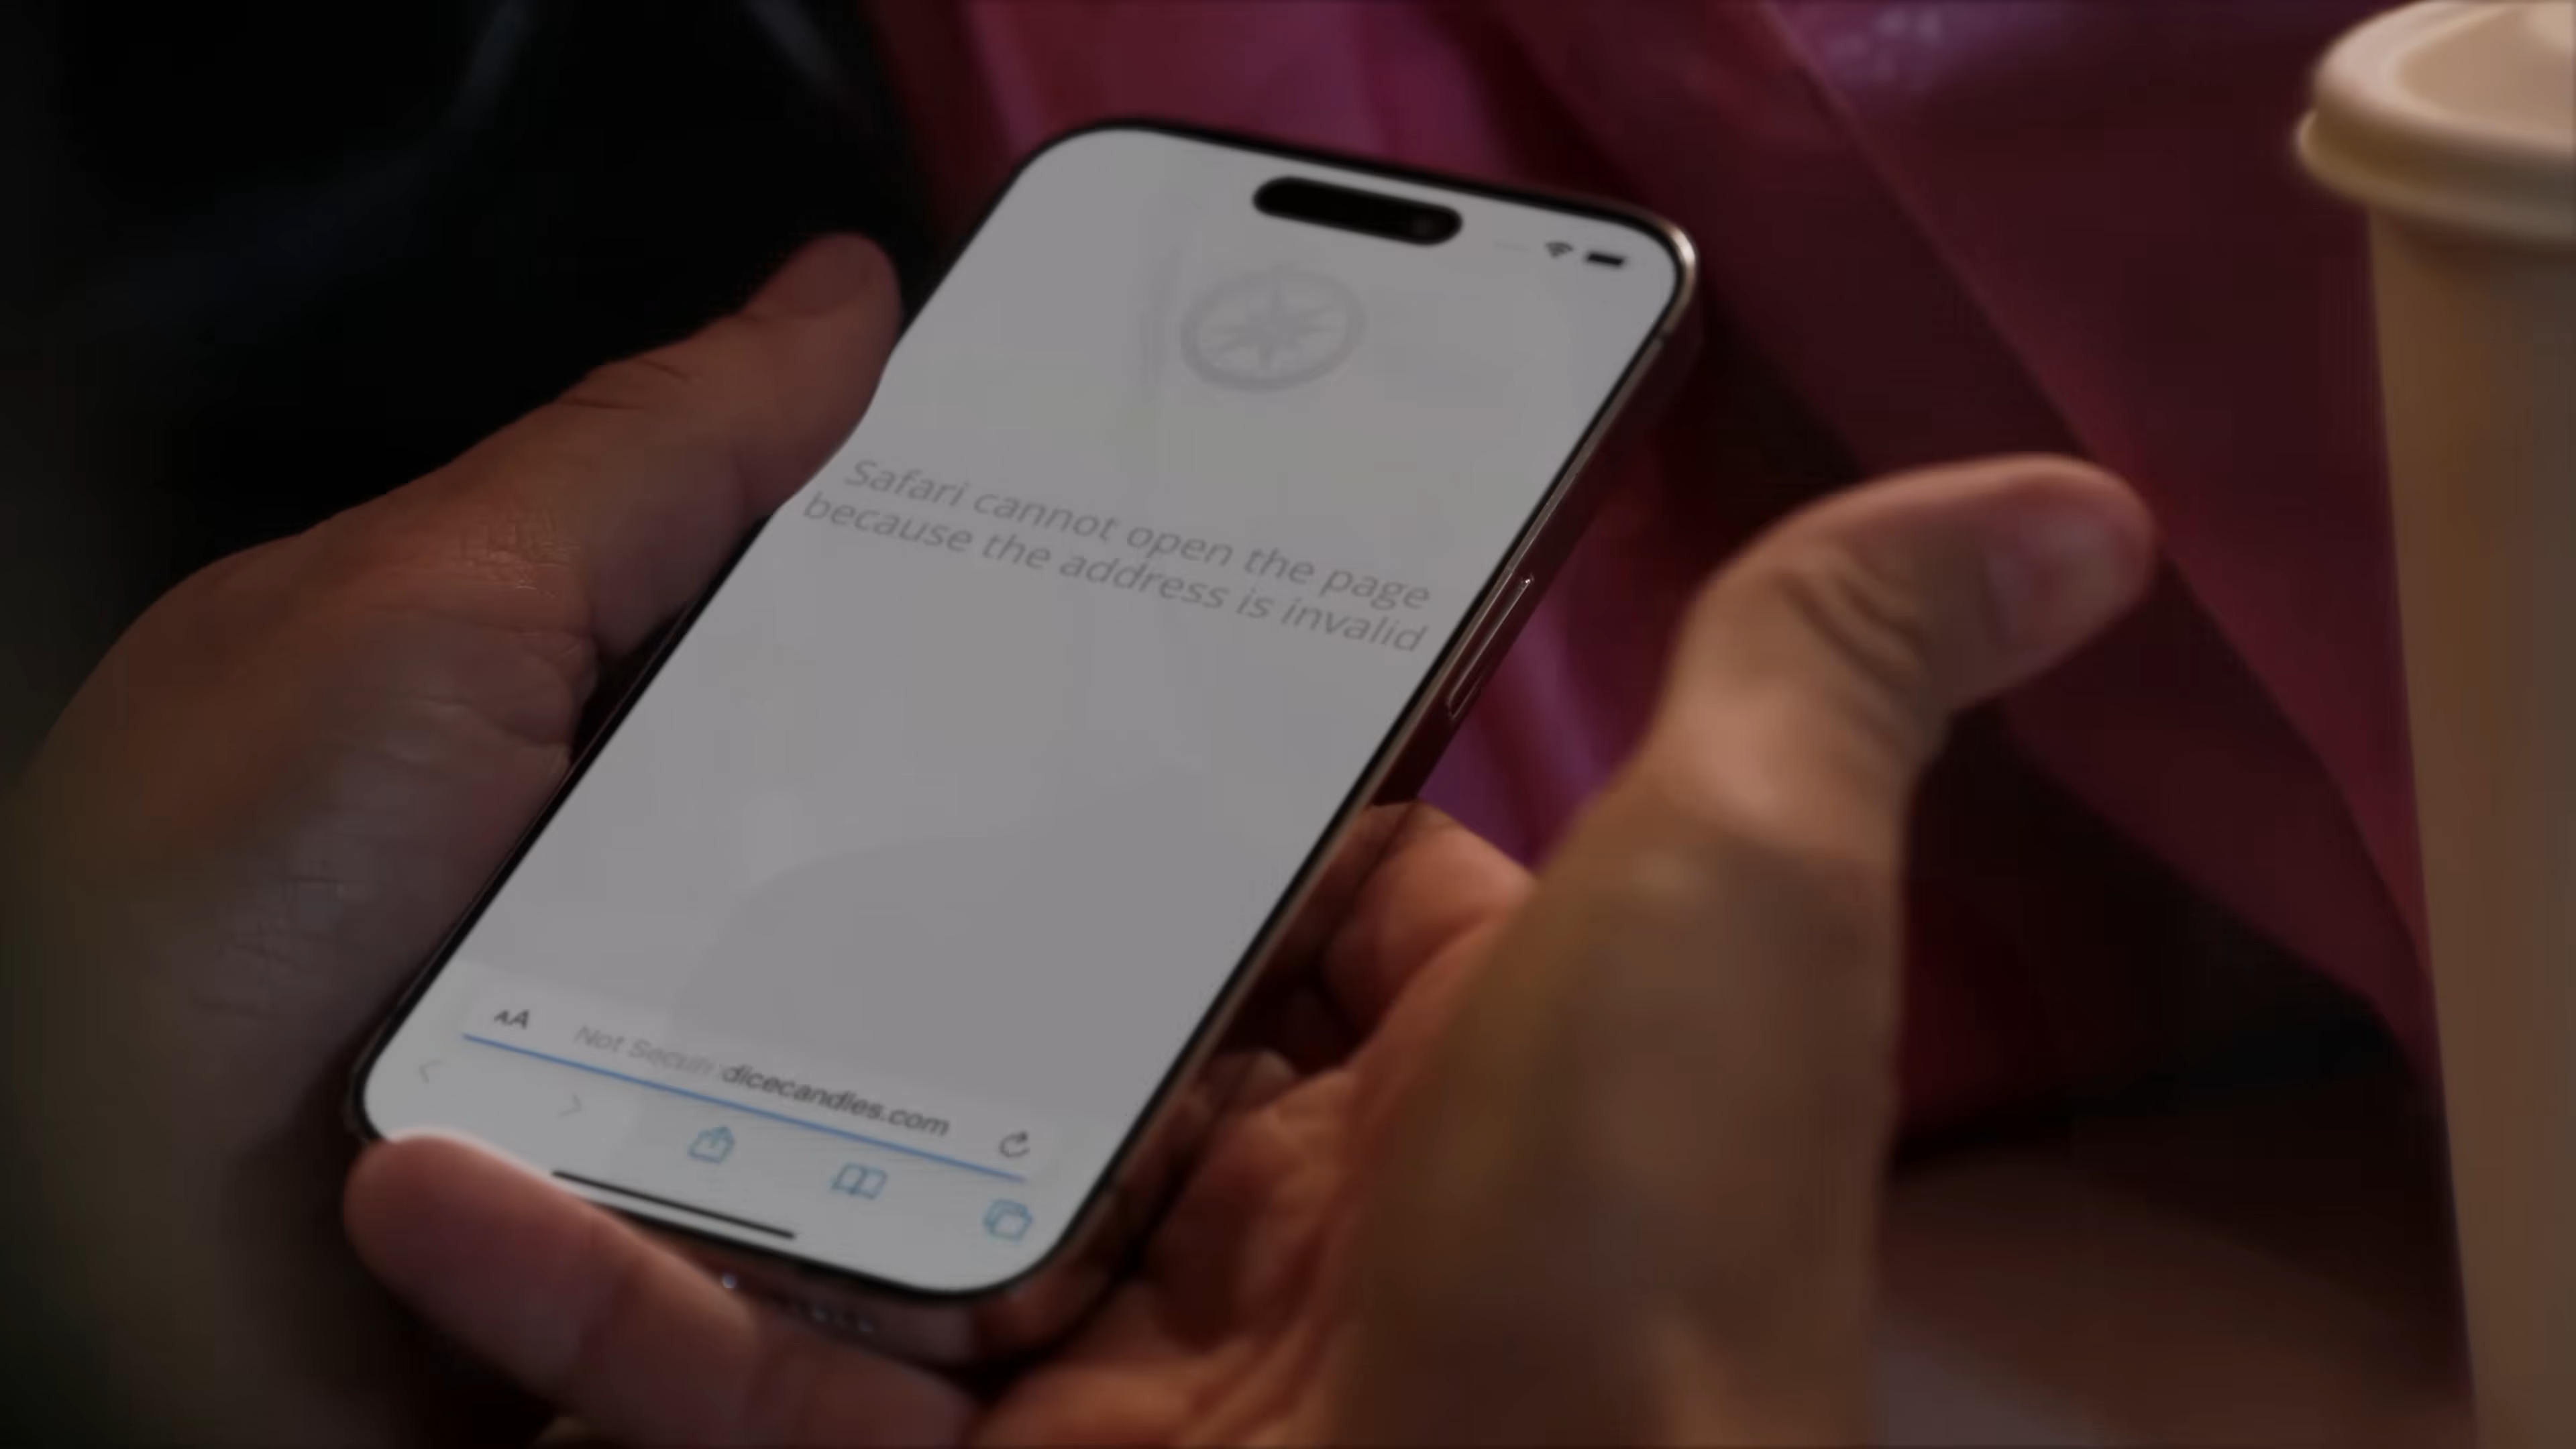 Safari cannot open the page
because the address is invalid
AA Not Secure dicecandies.com